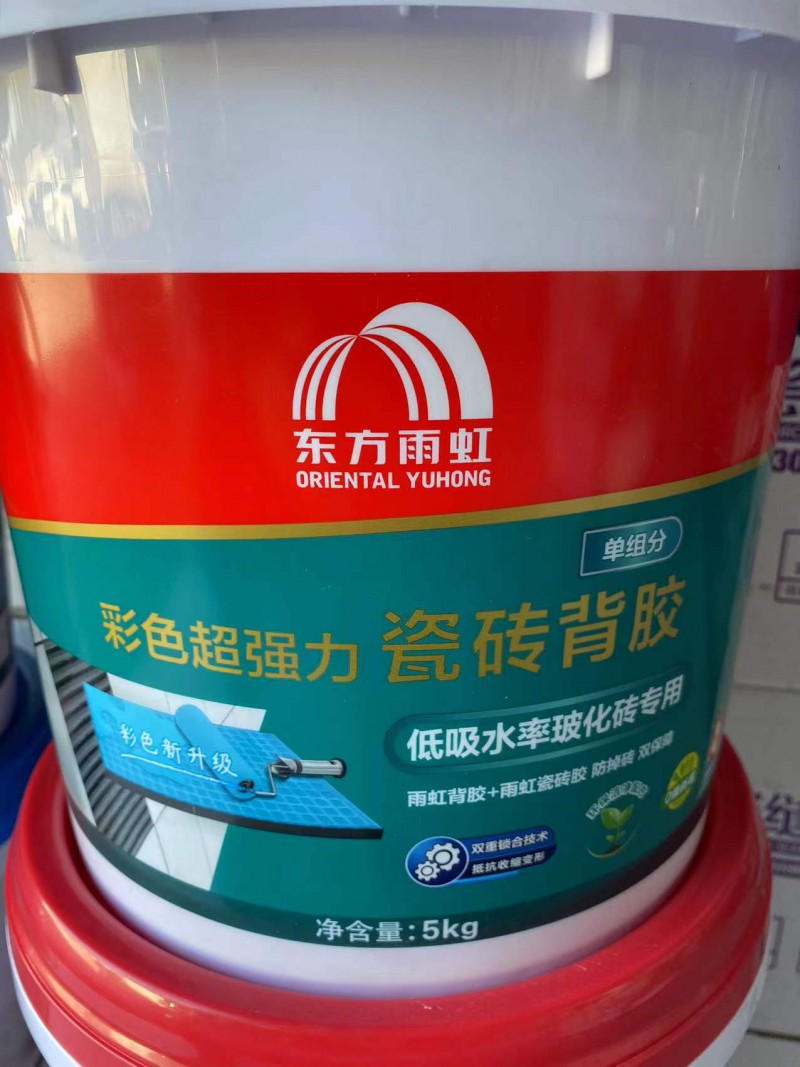 东方雨虹
ORIENTAL YUHONG
单组分
彩色超强力 瓷砖背胶
低吸水率玻化砖专用
彩色新升级
雨虹背胶+雨虹瓷砖胶 防掉砖 双保障
双重锁合技术
抵抗收缩变形
净含量:5kg
30